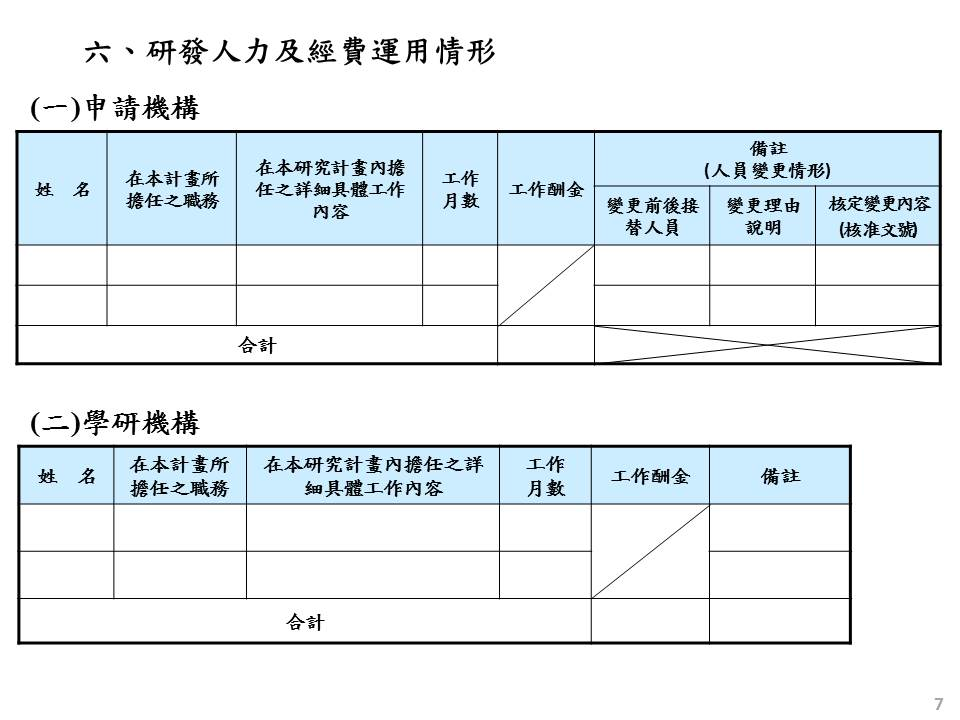 六、研發人力及經費運用情形
(一)申請機構
姓 名
在本計畫所
擔任之職務
在本研究計畫內擔
任之詳細具體工作
內容
工作
月數
工作酬金
備註
(人員變更情形)
變更前後接
替人員
變更理由
說明
核定變更內容
(核准文號)
合計
(二)學研機構
姓 名
在本計畫所
擔任之職務
在本研究計畫內擔任之詳
細具體工作內容
工作
月數
工作酬金
備註
合計
7